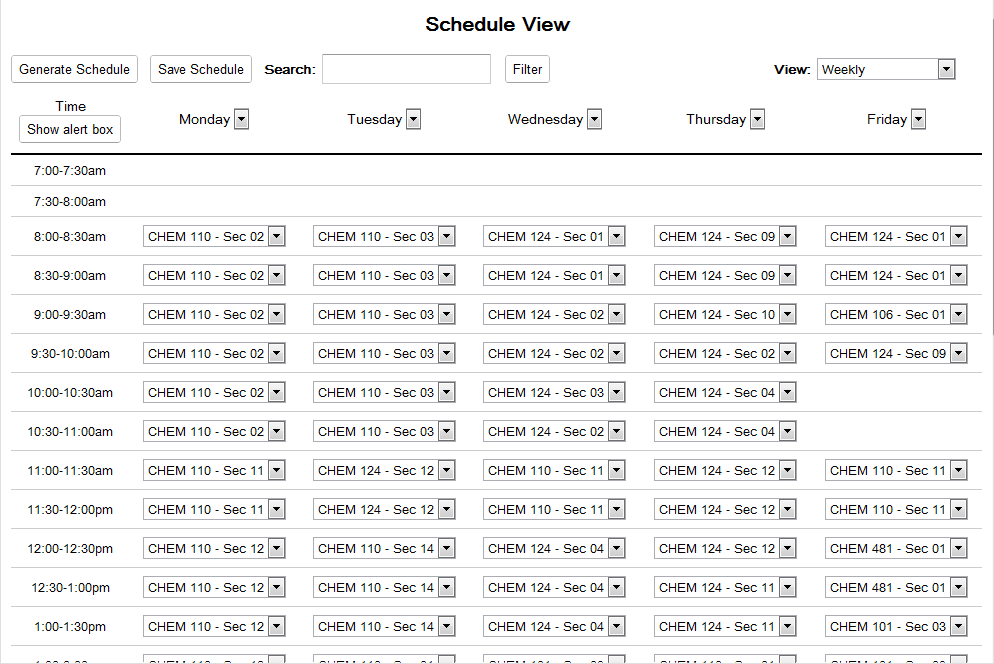 Schedule View
Generate Schedule Save Schedule Search: Filter View: Weekly
Time
Show alert box Monday Tuesday Wednesday Thursday Friday
7:00-7:30am
7:30-8:00am
8:00-8:30am CHEM 110 - Sec 02 CHEM 110 - Sec 03 CHEM 124 - Sec 01 CHEM 124 - Sec 09 CHEM 124 - Sec 01
8:30-9:00am CHEM 110 - Sec 02 CHEM 110 - Sec 03 CHEM 124 - Sec 01 CHEM 124 - Sec 09 CHEM 124 - Sec 01
9:00-9:30am CHEM 110 - Sec 02 CHEM 110 - Sec 03 CHEM 124 - Sec 02 CHEM 124 - Sec 10 CHEM 106 - Sec 01
9:30-10:00am CHEM 110 - Sec 02 CHEM 110 - Sec 03 CHEM 124 - Sec 02 CHEM 124 - Sec 02 CHEM 124 - Sec 09
10:00-10:30am CHEM 110 - Sec 02 CHEM 110 - Sec 03 CHEM 124 - Sec 03 CHEM 124 - Sec 04
10:30-11:00am CHEM 110 - Sec 02 CHEM 110 - Sec 03 CHEM 124 - Sec 02 CHEM 124 - Sec 04
11:00-11:30am CHEM 110 - Sec 11 CHEM 124 - Sec 12 CHEM 110 - Sec 11 CHEM 124 - Sec 12 CHEM 110 - Sec 11
11:30-12:00pm CHEM 110 - Sec 11 CHEM 124 - Sec 12 CHEM 110 - Sec 11 CHEM 124 - Sec 12 CHEM 110 - Sec 11
12:00-12:30pm CHEM 110 - Sec 12 CHEM 110 - Sec 14 CHEM 124 - Sec 04 CHEM 124 - Sec 12 CHEM 481 - Sec 01
12:30-1:00pm CHEM 110 - Sec 12 CHEM 110 - Sec 14 CHEM 124 - Sec 04 CHEM 124 - Sec 11 CHEM 481 - Sec 01
1:00-1:30pm CHEM 110 - Sec 12 CHEM 110 - Sec 14 CHEM 124 - Sec 04 CHEM 124 - Sec 11 CHEM 101 - Sec 03